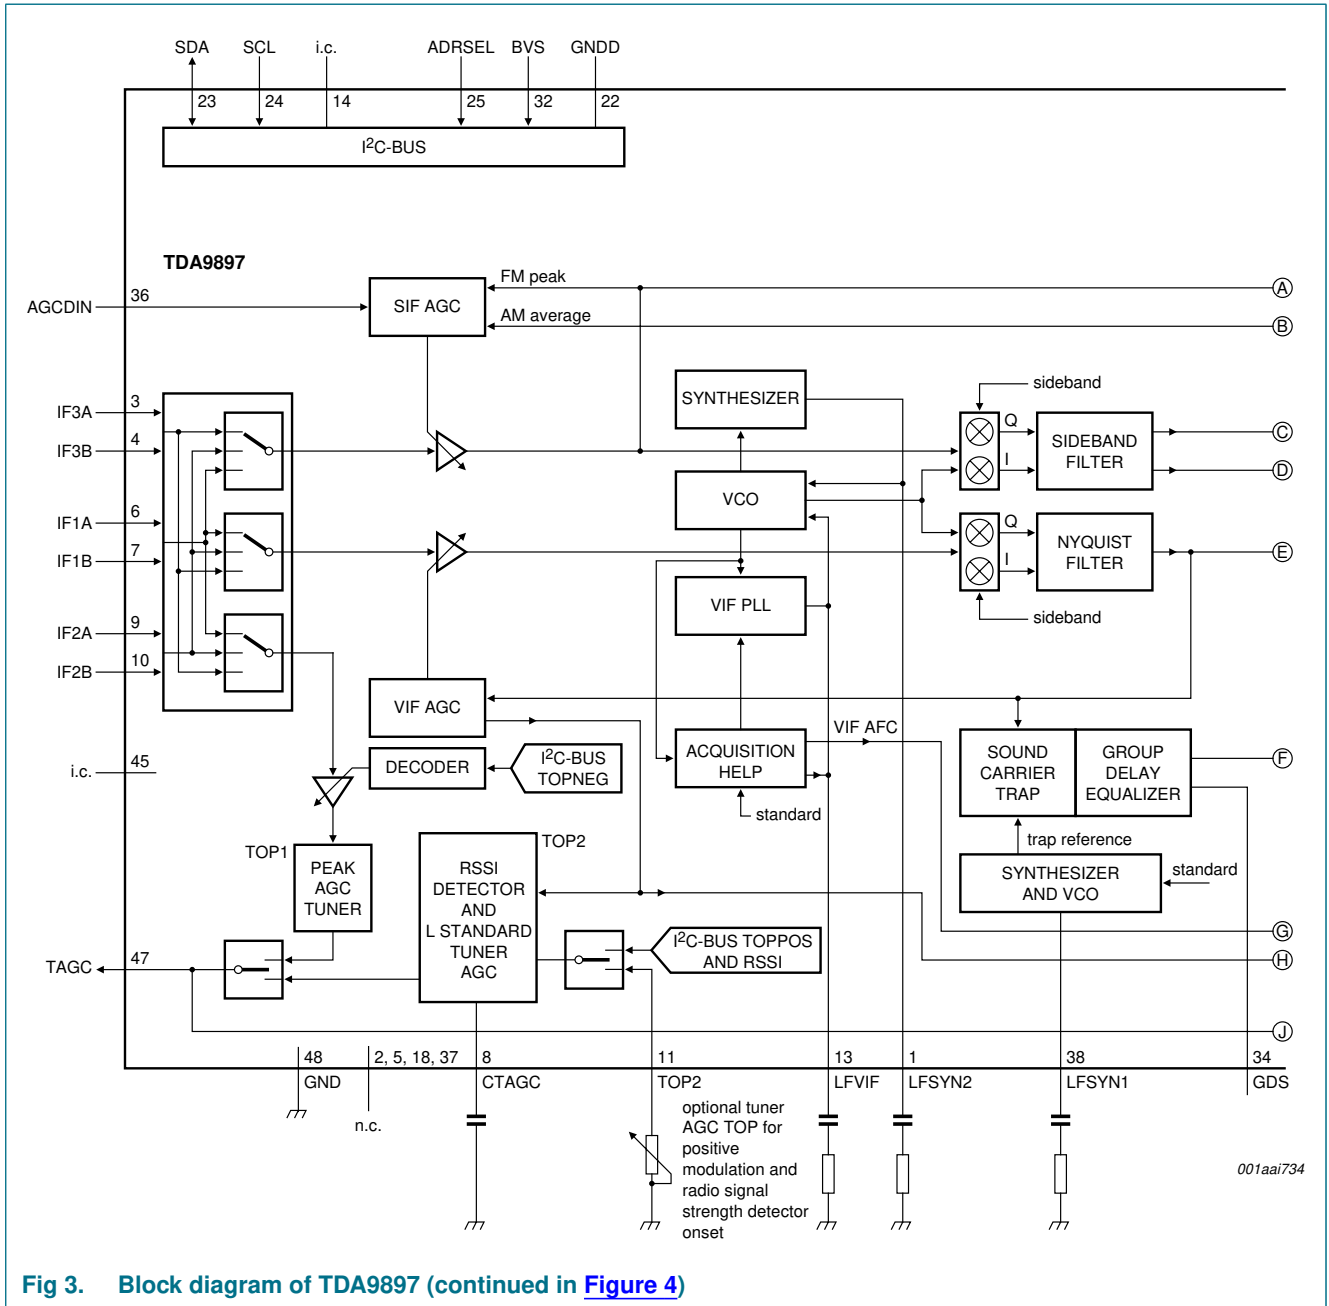 SDA SCL i.c. ADRSEL BVS GNDD
23 24 14 25 32 22
I2C-BUS
TDA9897
FM peak
A
AGCDIN 36
SIF AGC
AM average
B
SYNTHESIZER
sideband
IF3A 3
IF3B 4
Q
I
SIDEBAND
FILTER
C
D
VCO
IF1A 6
IF1B 7
Q
I
NYQUIST
FILTER
E
VIF PLL
sideband
IF2A 9
IF2B 10
VIF AGC
VIF AFC
ACQUISITION
HELP
standard
SOUND
CARRIER
TRAP
GROUP
DELAY
EQUALIZER
F
i.c. 45
DECODER
I2C-BUS
TOPNEG
trap reference
SYNTHESIZER
AND VCO
standard
TOP1
PEAK
AGC
TUNER
TOP2
RSSI
DETECTOR
AND
L STANDARD
TUNER
AGC
I2C-BUS TOPPOS
AND RSSI
G
H
TAGC 47
J
48 2, 5, 18, 37 8 11 13 1 38 34
GND CTAGC TOP2 LFVIF LFSYN2 LFSYN1 GDS
n.c.
optional tuner
AGC TOP for
positive
modulation and
radio signal
strength detector
onset
001aai734
Fig 3. Block diagram of TDA9897 (continued in Figure 4)